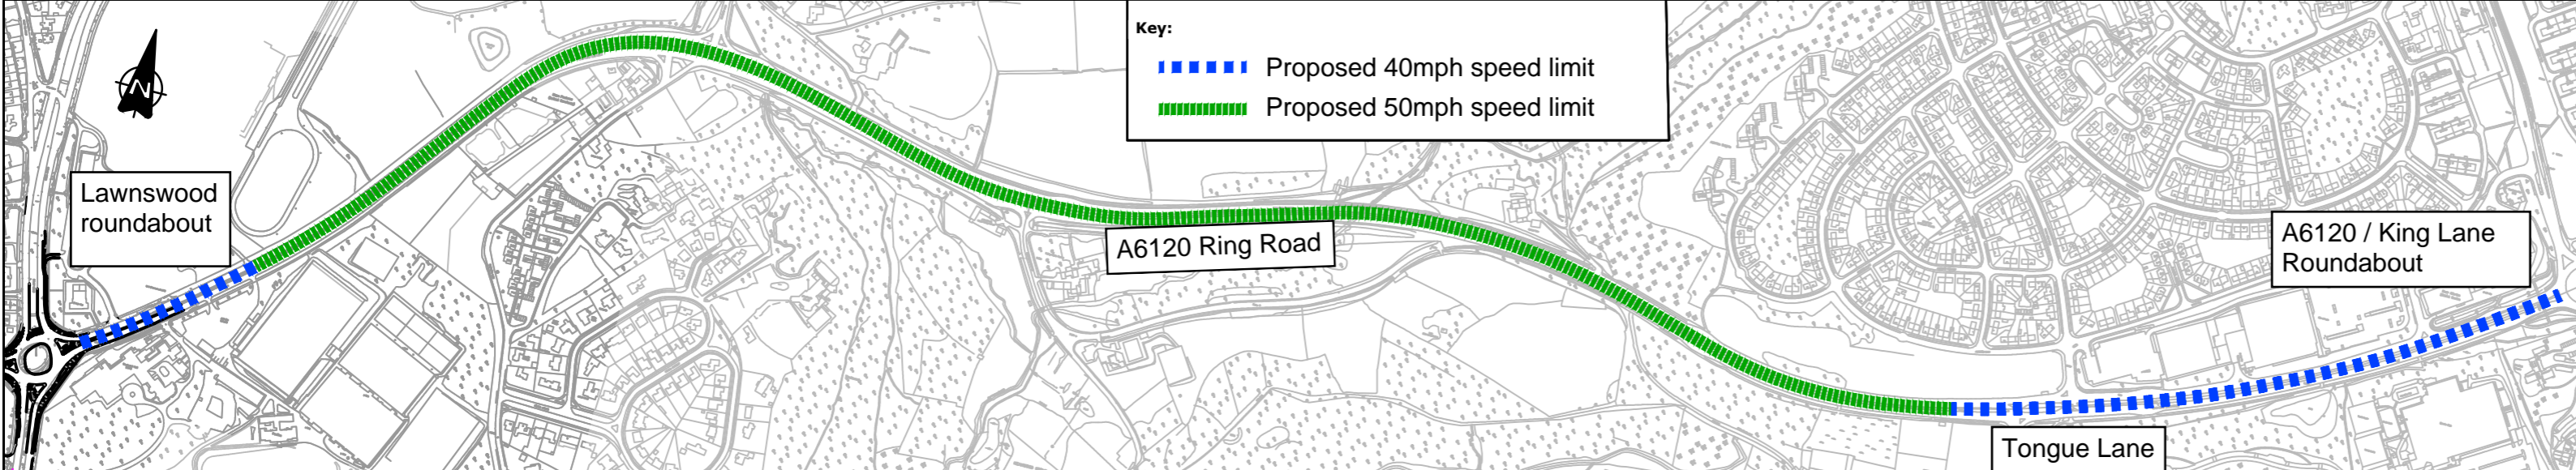 Key:
Proposed 40mph speed limit
Proposed 50mph speed limit
N
Lawnswood
roundabout
A6120 Ring Road
A6120 / King Lane
Roundabout
Tongue Lane